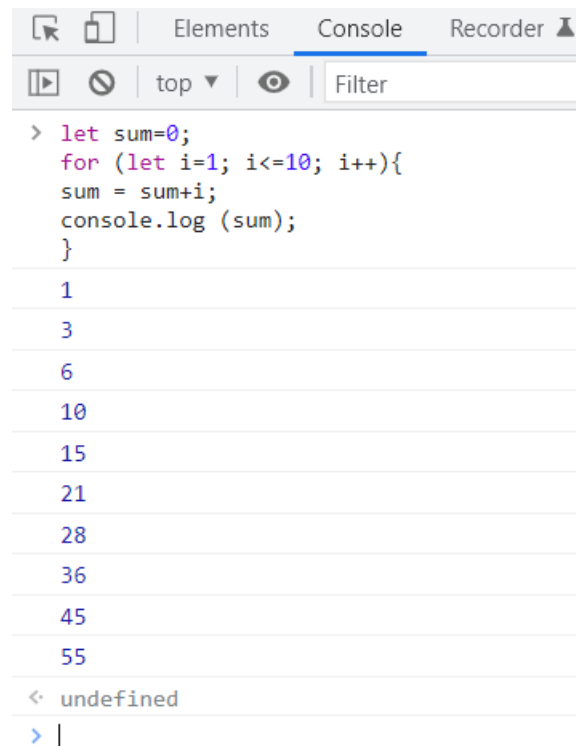 Elements Console Recorder
top Filter
> let sum=0;
for (let i=1; i<=10; i++){
sum = sum+i;
console.log (sum);
}
1
3
6
10
15
21
28
36
45
55
undefined
>